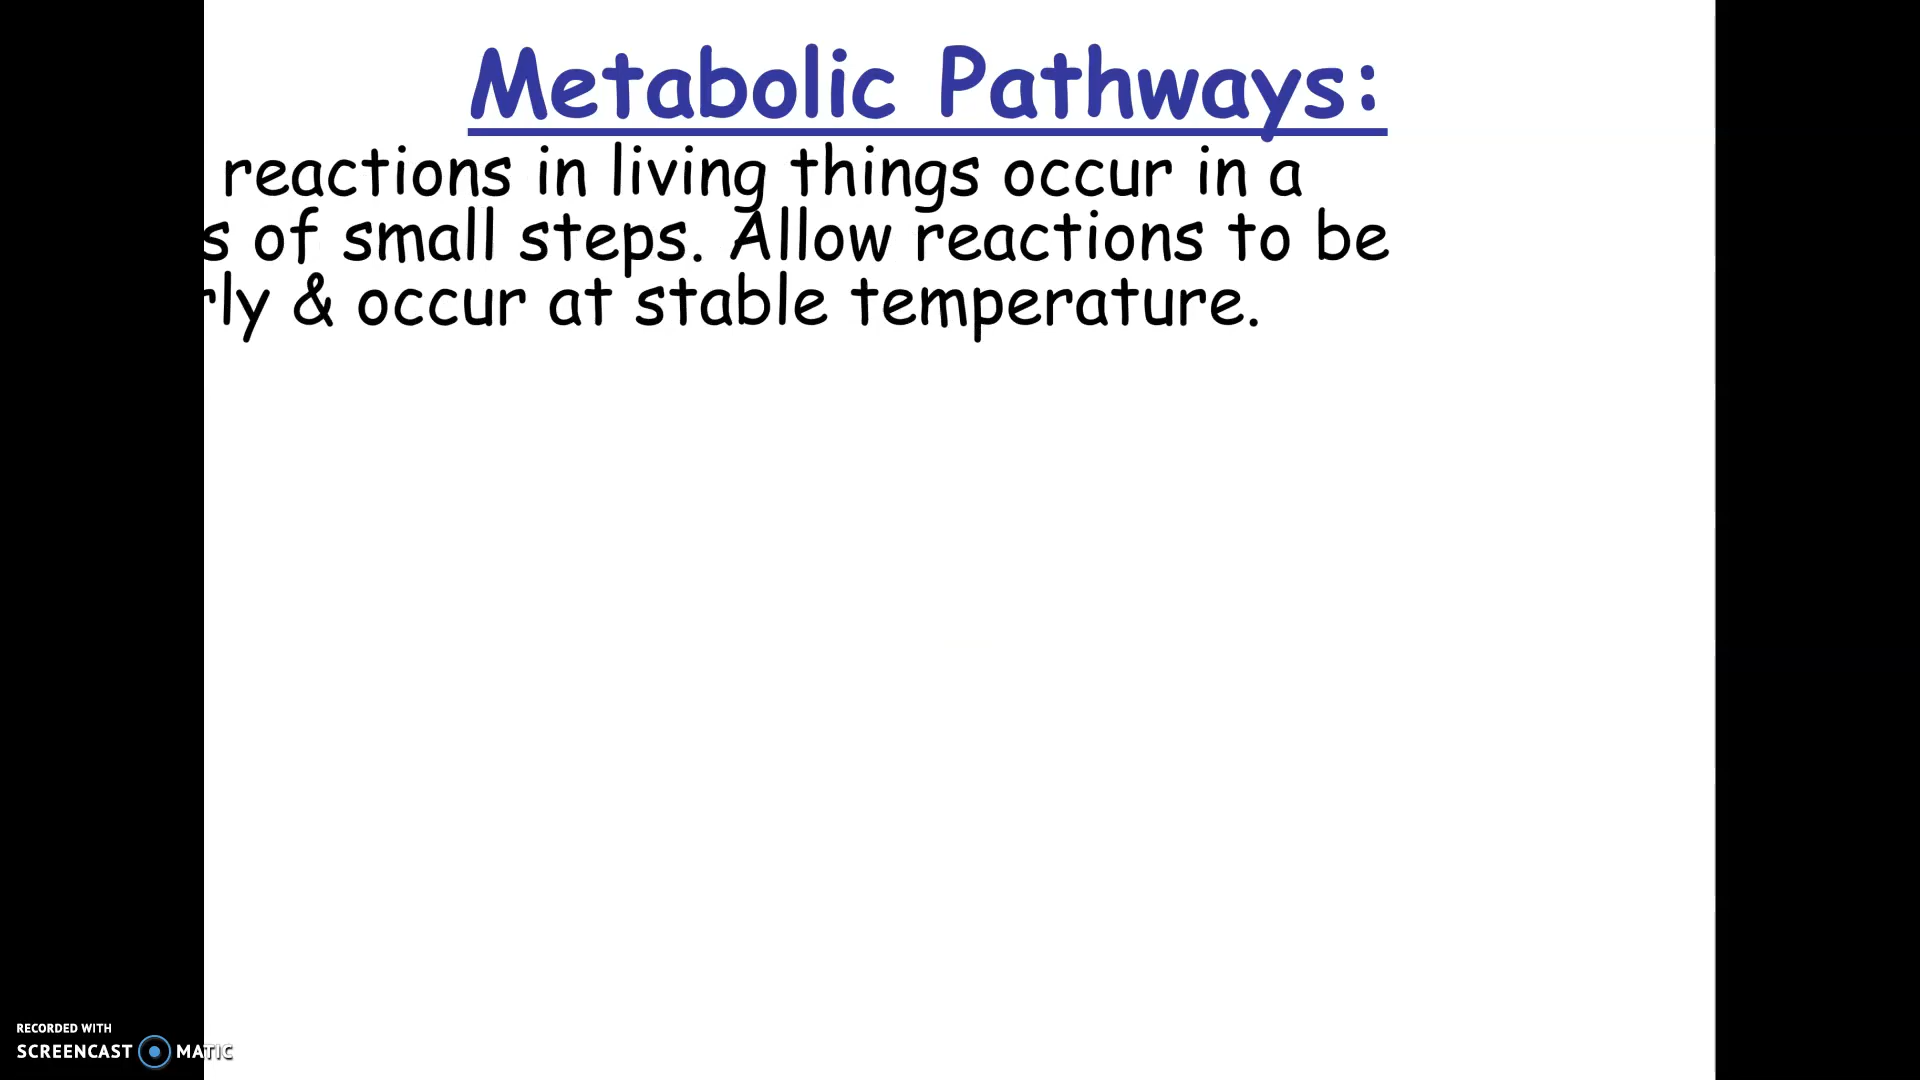 Metabolic Pathways:
reactions in living things occur in a
s of small steps. Allow reactions to be
rly & occur at stable temperature.
RECORDED WITH
SCREENCAST MATIC